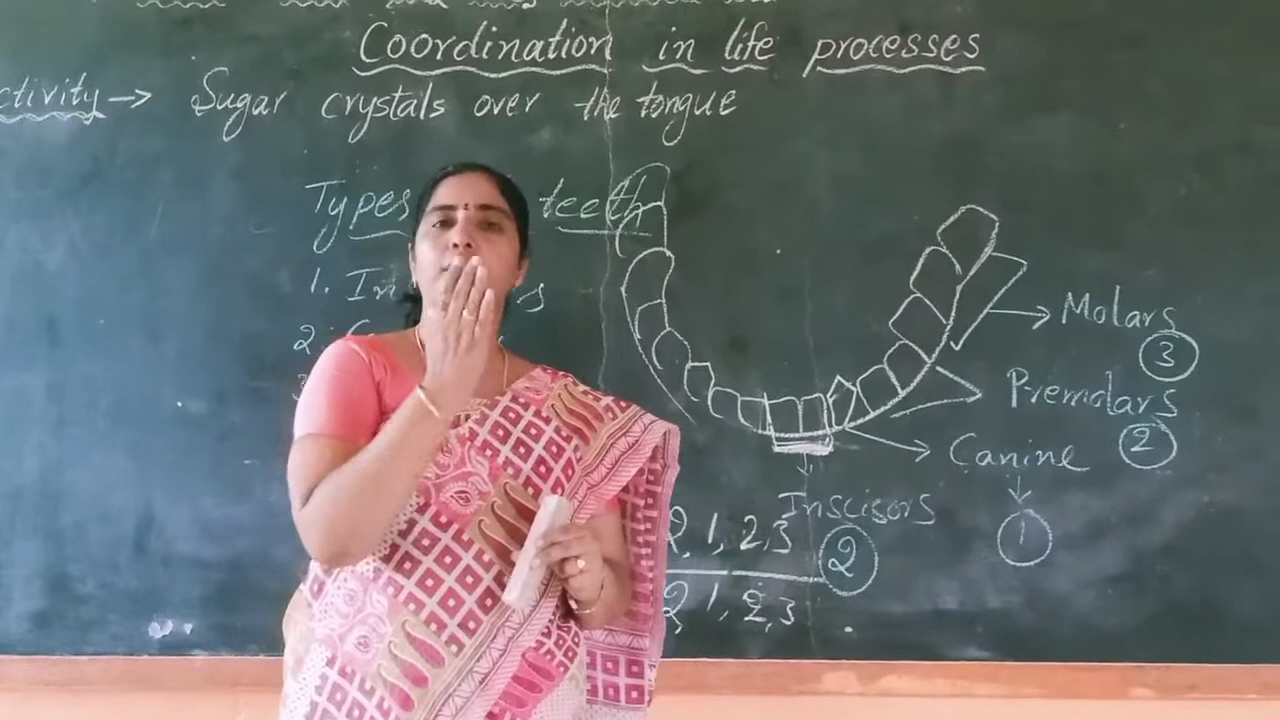 Coordination in life processes
ctivity → Sugar crystals over the tongue
Types teeth
1. In s
2. C
Molars
3
Premolars
2
Canine
1
Inscisors
2
2, 1, 2, 3
2, 1, 2, 3